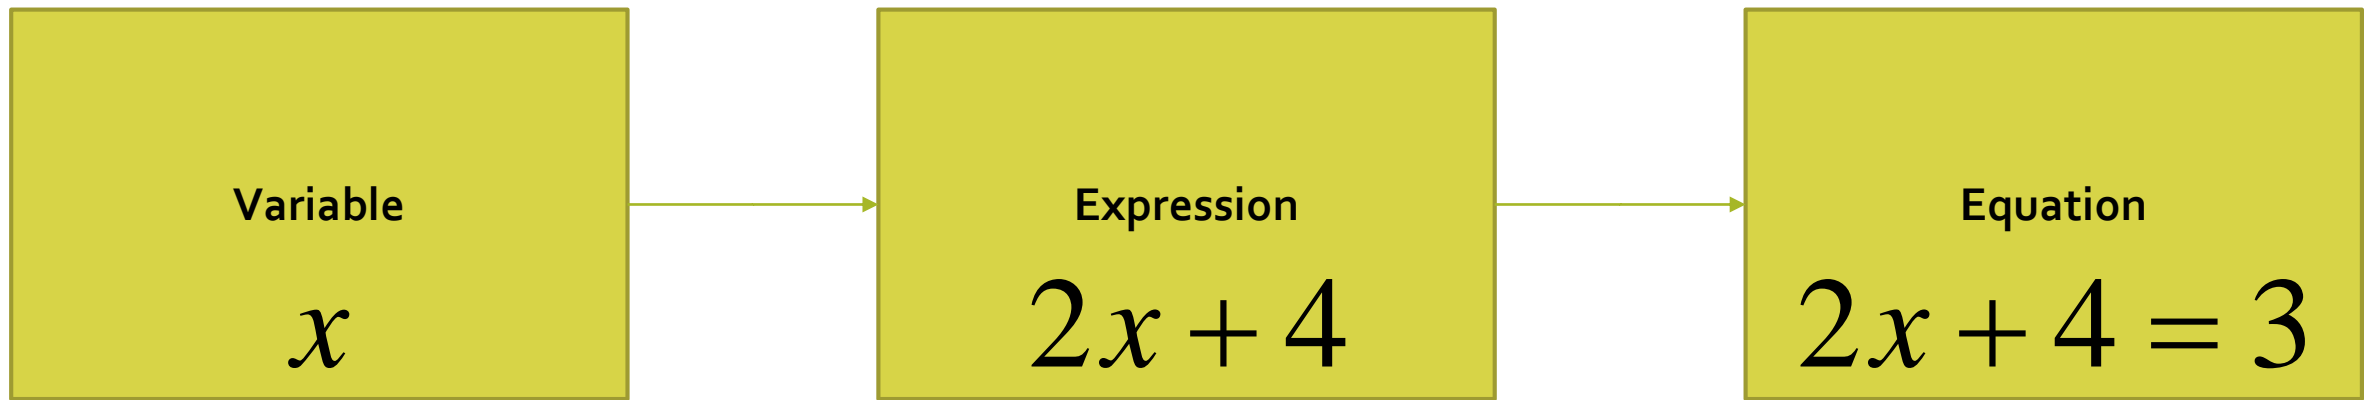 Variable
x
Expression
2x + 4
Equation
2x + 4 = 3